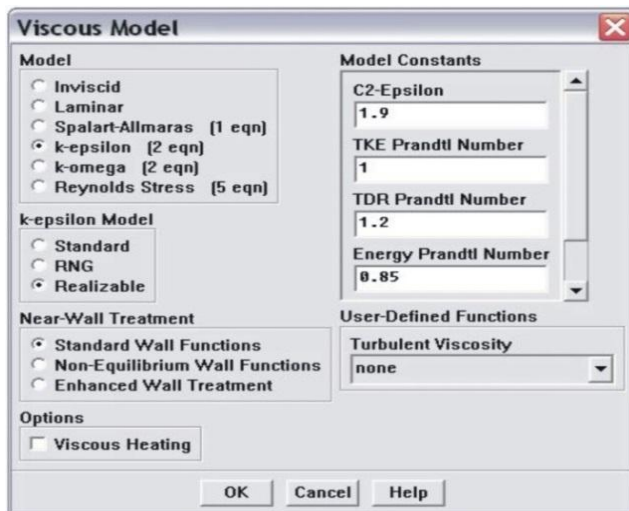 Viscous Model
Model
Inviscid
Laminar
Spalart-Allmaras (1 eqn)
k-epsilon (2 eqn)
k-omega (2 eqn)
Reynolds Stress (5 eqn)
k-epsilon Model
Standard
RNG
Realizable
Near-Wall Treatment
Standard Wall Functions
Non-Equilibrium Wall Functions
Enhanced Wall Treatment
Options
Viscous Heating
Model Constants
C2-Epsilon
1.9
TKE Prandtl Number
1
TDR Prandtl Number
1.2
Energy Prandtl Number
0.85
User-Defined Functions
Turbulent Viscosity
none
OK
Cancel
Help